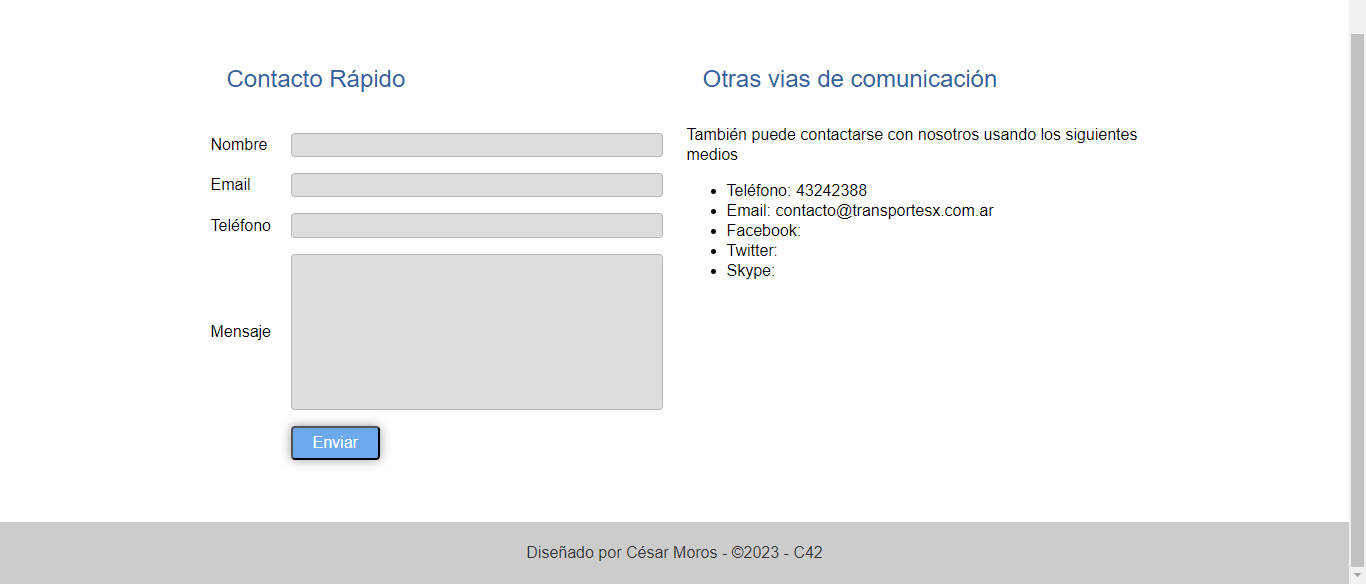 Contacto Rápido
Nombre
Email
Teléfono
Mensaje
Enviar
Otras vias de comunicación
También puede contactarse con nosotros usando los siguientes
medios
Teléfono: 43242388
Email: contacto@transportesx.com.ar
Facebook:
Twitter:
Skype:
Diseñado por César Moros - ©2023 - C42